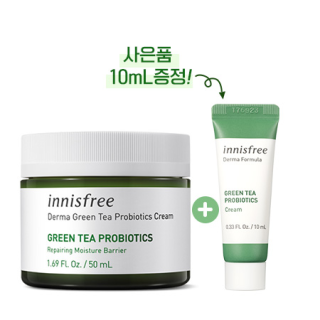 사은품
10mL증정!
innisfree
Derma Green Tea Probiotics Cream
GREEN TEA PROBIOTICS
Repairing Moisture Barrier
1.69 FL Oz. / 50 mL
+
innisfree
Derma Formula
GREEN TEA
PROBIOTICS
Cream
0.33 FL Oz. / 10 mL